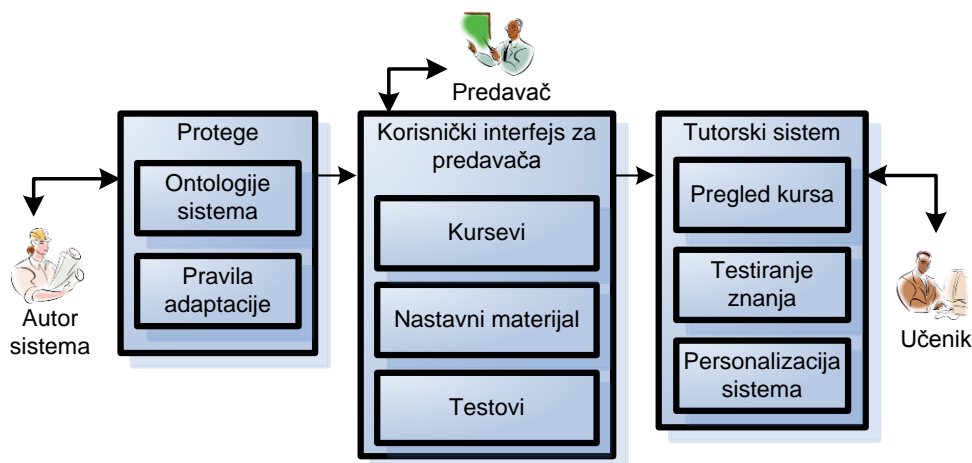 Predavač
Protege
Ontologije
sistema
Pravila
adaptacije
Autor
sistema
Korisnički interfejs za
predavača
Kursevi
Nastavni materijal
Testovi
Tutorski sistem
Pregled kursa
Testiranje
znanja
Personalizacija
sistema
Učenik